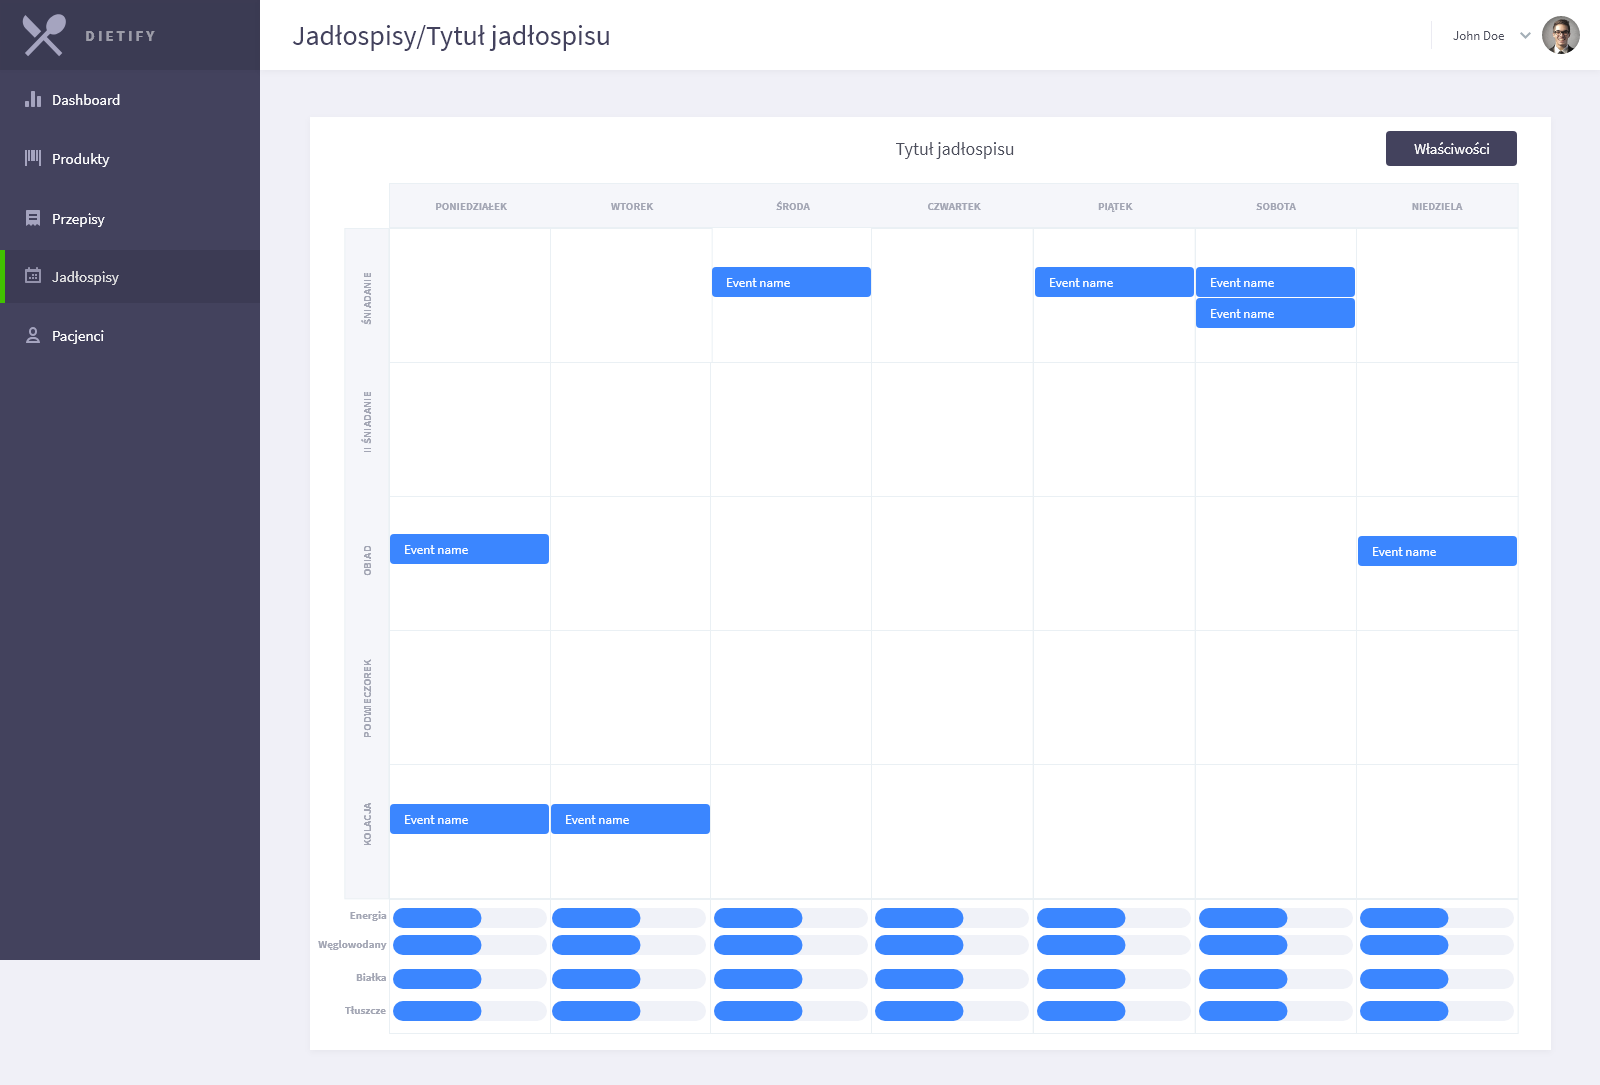 DIETIFY
Jadłospisy/Tytuł jadłospisu
John Doe
Dashboard
Produkty
Przepisy
Jadłospisy
Pacjenci
Tytuł jadłospisu
Właściwości
PONIEDZIAŁEK WTOREK ŚRODA CZWARTEK PIĄTEK SOBOTA NIEDZIELA
ŚNIADANIE
Event name Event name Event name
Event name
II ŚNIADANIE
OBIAD
Event name Event name
PODWIECZOREK
KOLACJA
Event name Event name
Energia
Węglowodany
Białka
Tłuszcze